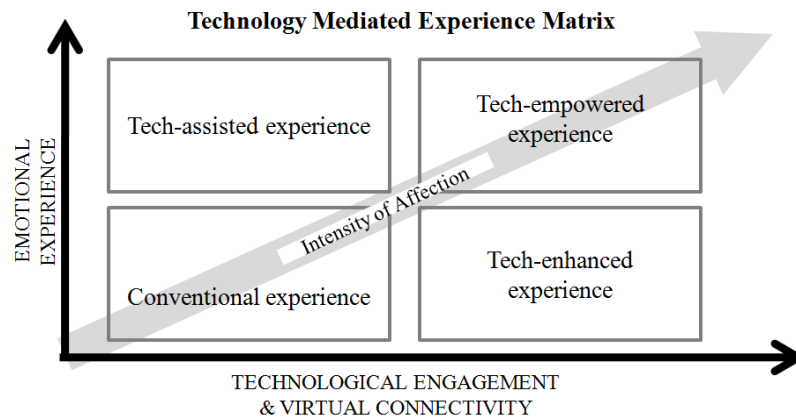 Technology Mediated Experience Matrix
EMOTIONAL
EXPERIENCE
Tech-assisted experience
Tech-empowered
experience
Intensity of Affection
Conventional experience
Tech-enhanced
experience
TECHNOLOGICAL ENGAGEMENT
& VIRTUAL CONNECTIVITY